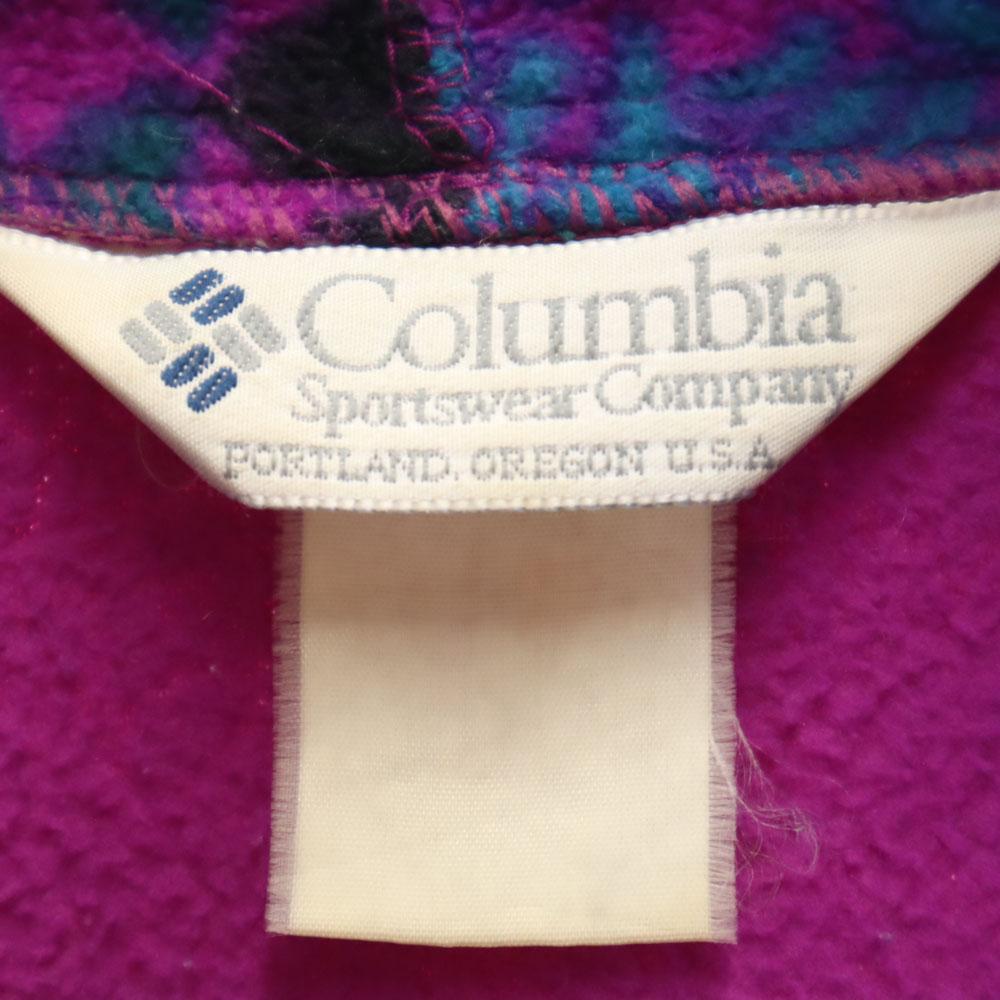 Columbia
Sportswear Company
PORTLAND, OREGON U.S.A